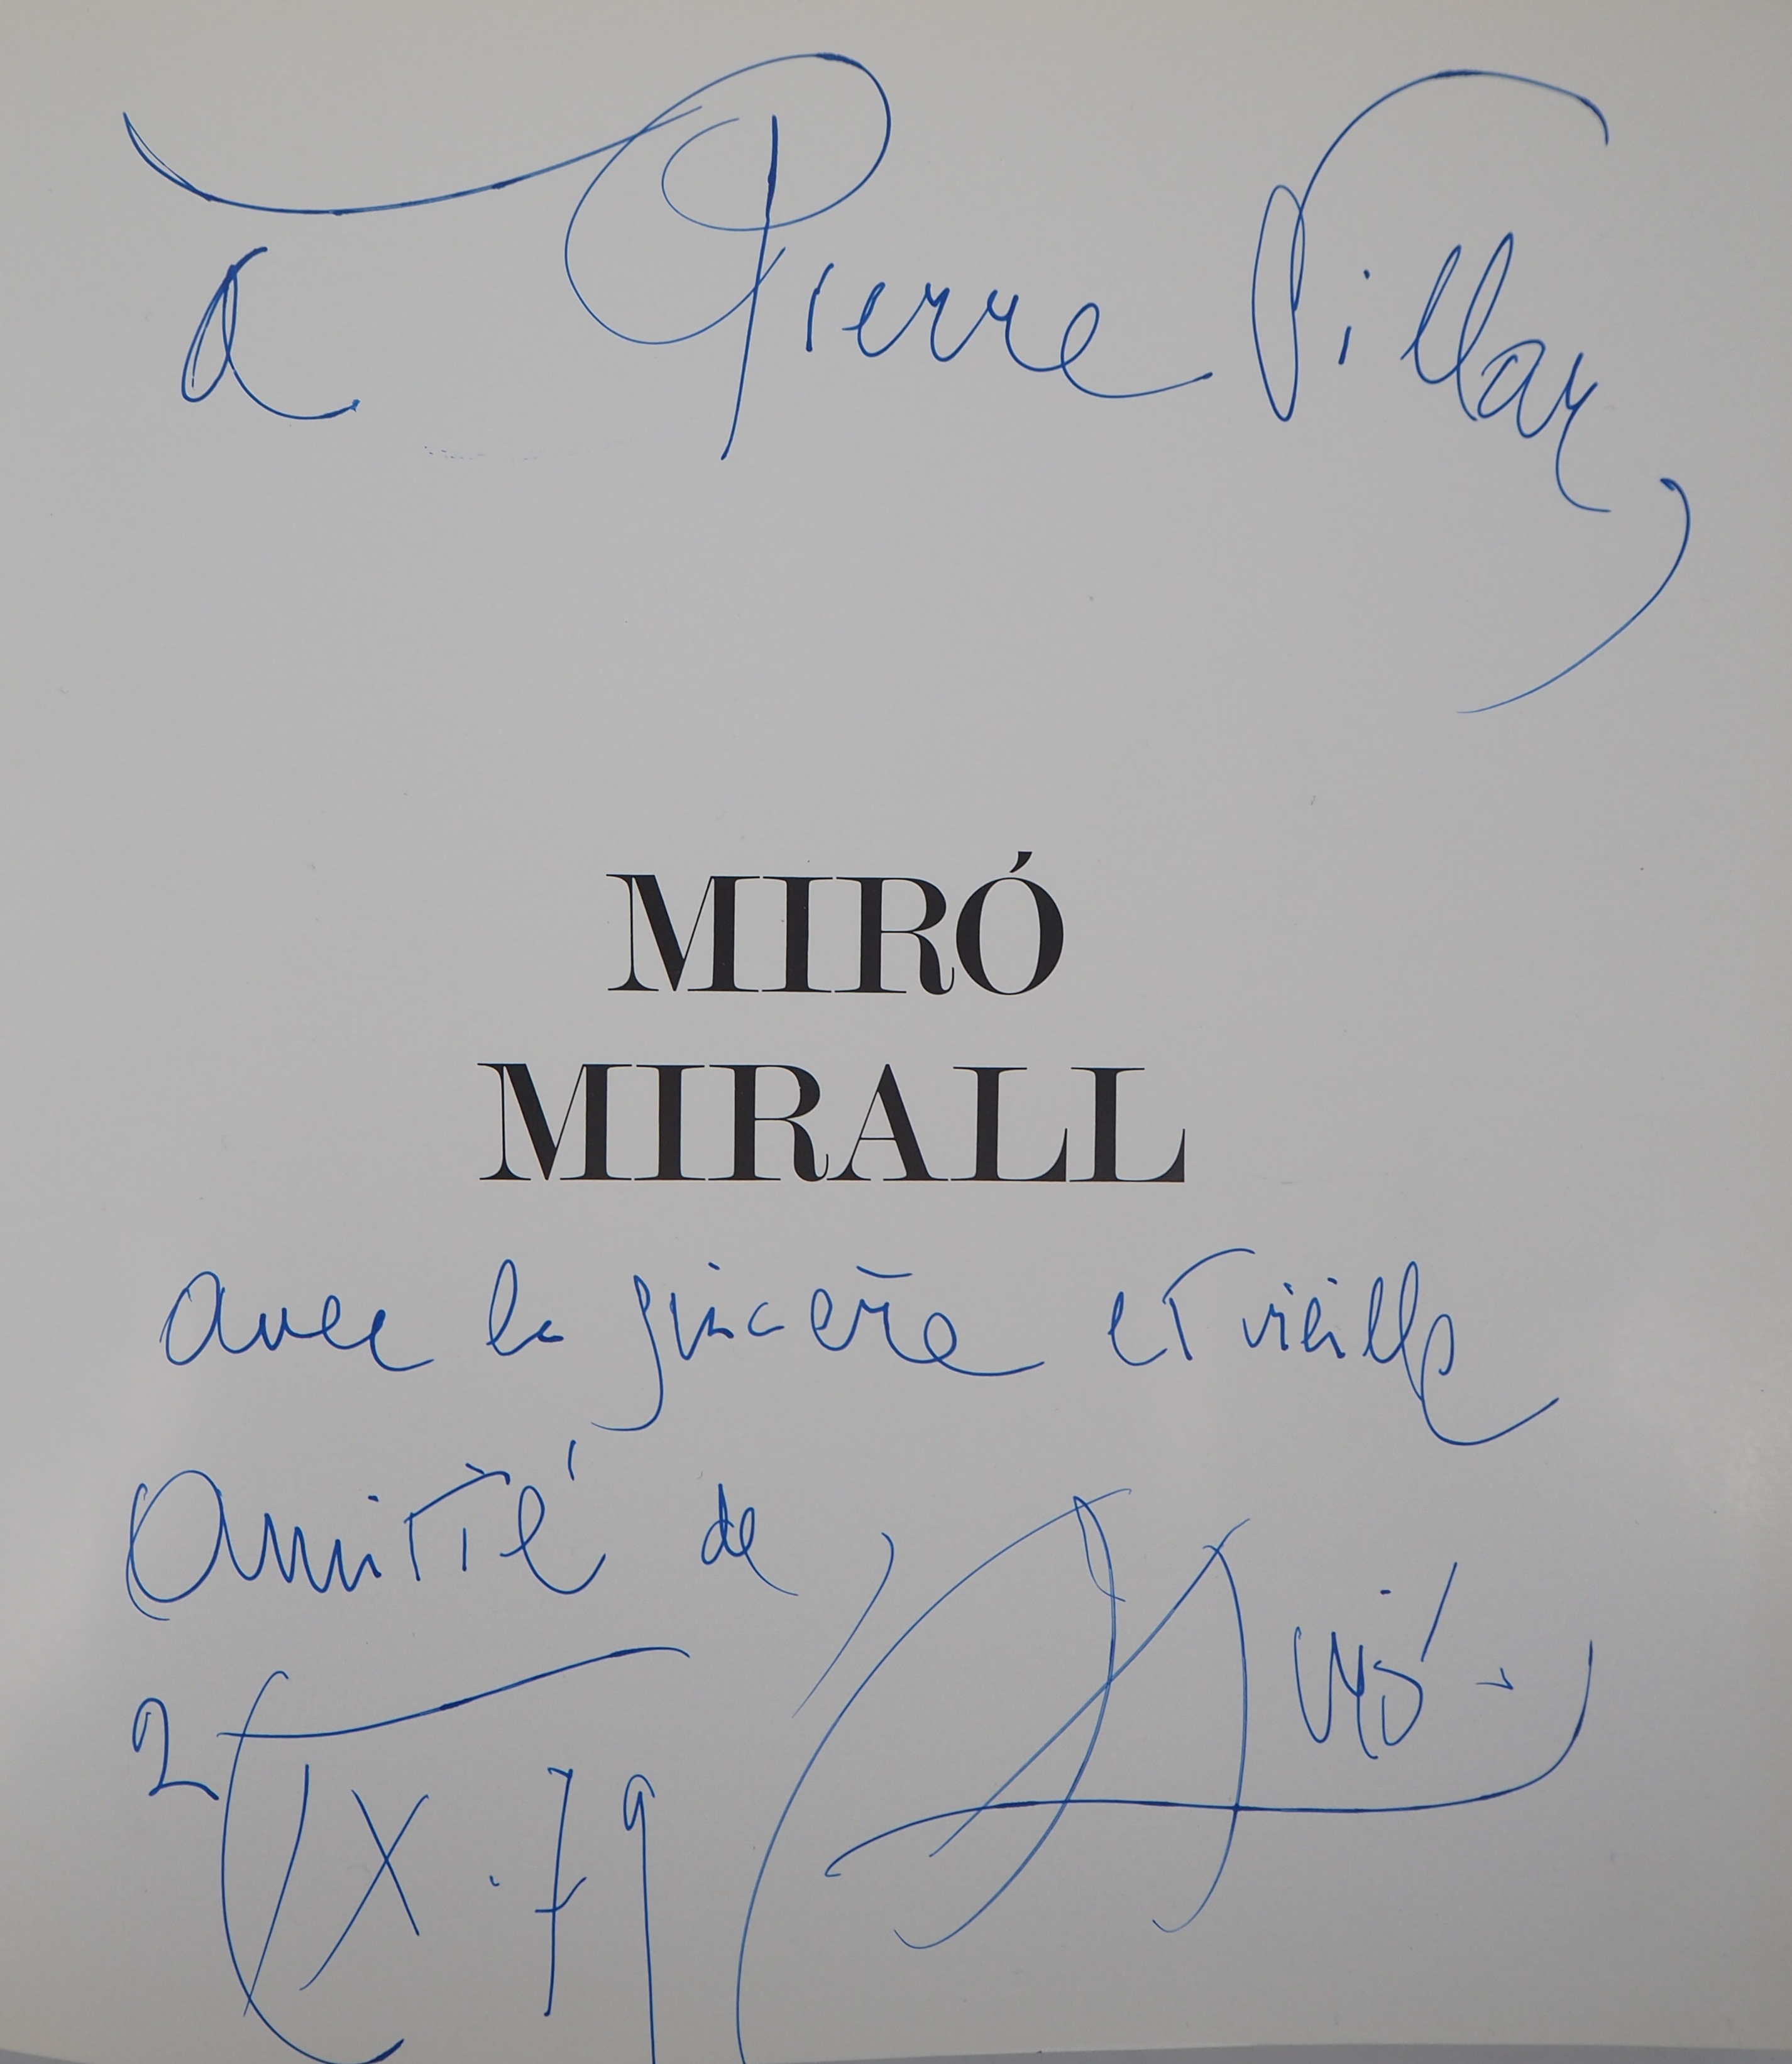 a Pierre Villar
MIRÓ
MIRALL
avec la sincère et vieille
amitié de Miró.
2/IX.79